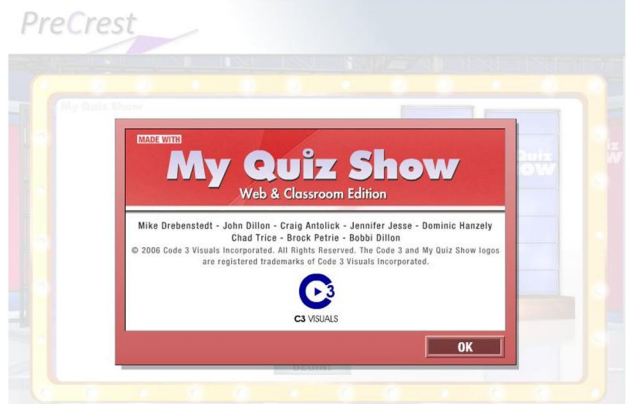 PreCrest
My Quiz Show
MADE WITH
My Quiz Show
Web & Classroom Edition
Mike Drebenstedt - John Dillon - Craig Antolick - Jennifer Jesse - Dominic Hanzely
Chad Trice - Brock Petrie - Bobbi Dillon
© 2006 Code 3 Visuals Incorporated. All Rights Reserved. The Code 3 and My Quiz Show logos
are registered trademarks of Code 3 Visuals Incorporated.
C3
C3 VISUALS
OK
BEGIN!